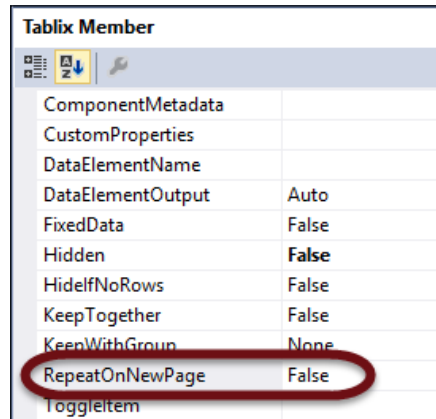 Tablix Member
ComponentMetadata
CustomProperties
DataElementName
DataElementOutput Auto
FixedData False
Hidden False
HideIfNoRows False
KeepTogether False
KeepWithGroup None
RepeatOnNewPage False
ToggleItem